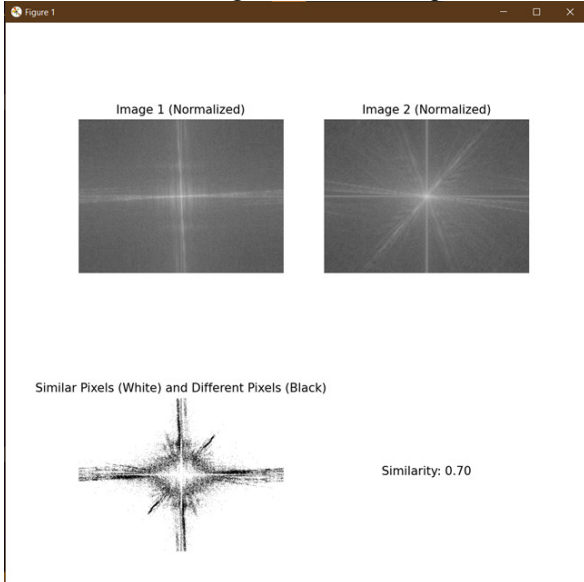 Figure 1
Image 1 (Normalized)
Image 2 (Normalized)
Similar Pixels (White) and Different Pixels (Black)
Similarity: 0.70